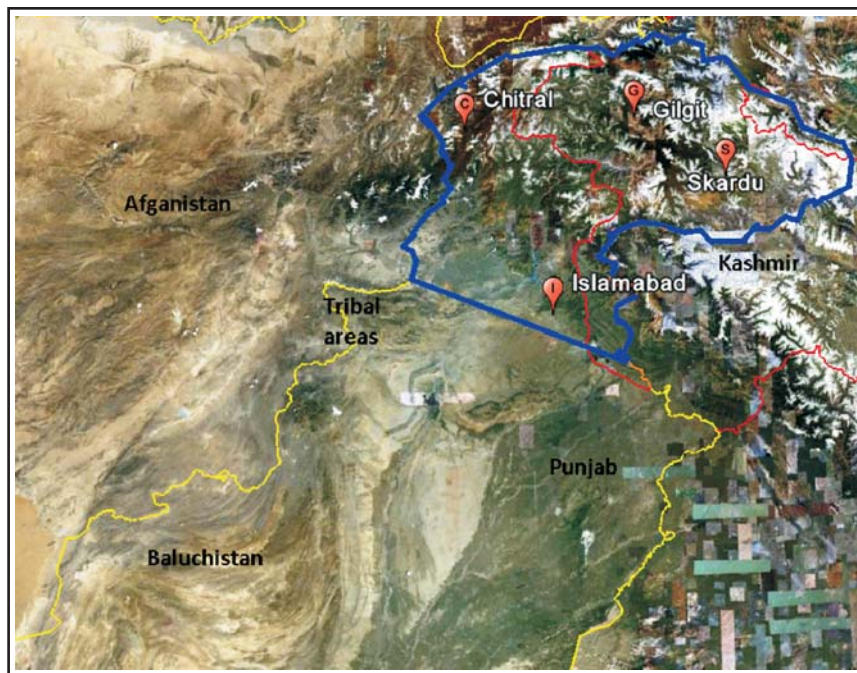 C
Chitral
G
Gilgit
S
Skardu
Afganistan
Kashmir
I
Islamabad
Tribal
areas
Punjab
Baluchistan